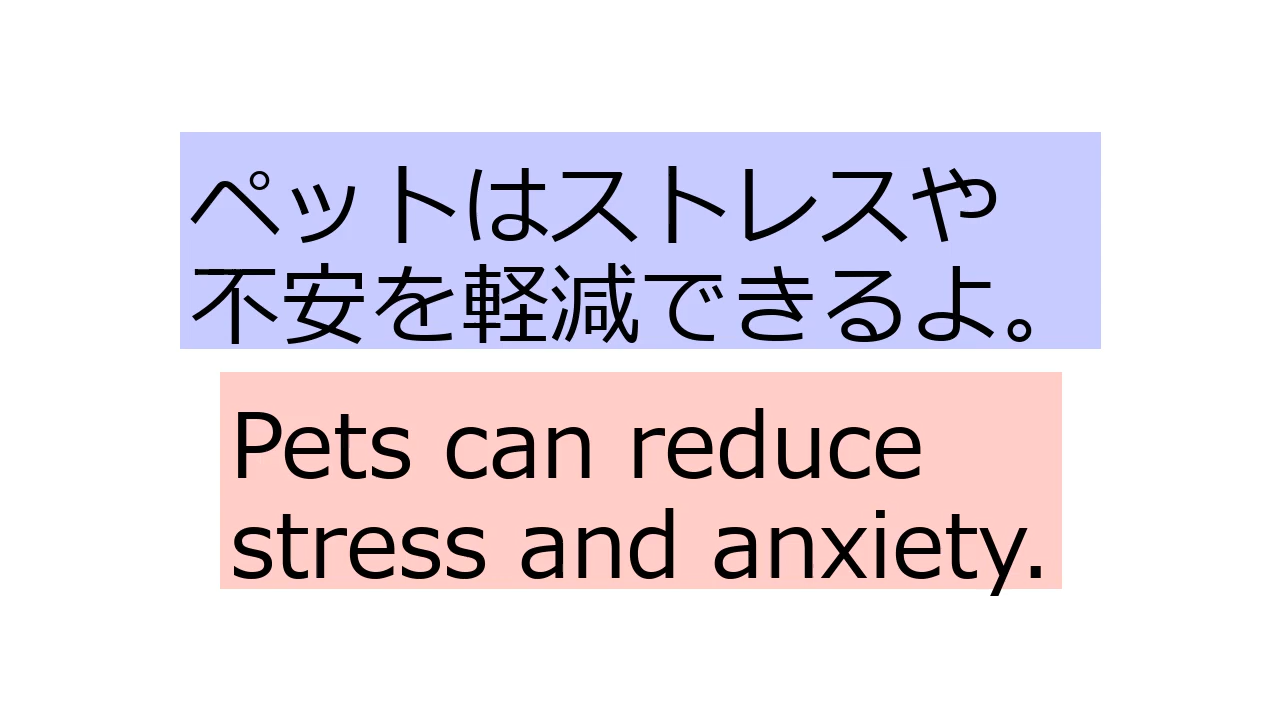 ペットはストレスや
不安を軽減できるよ。
Pets can reduce
stress and anxiety.